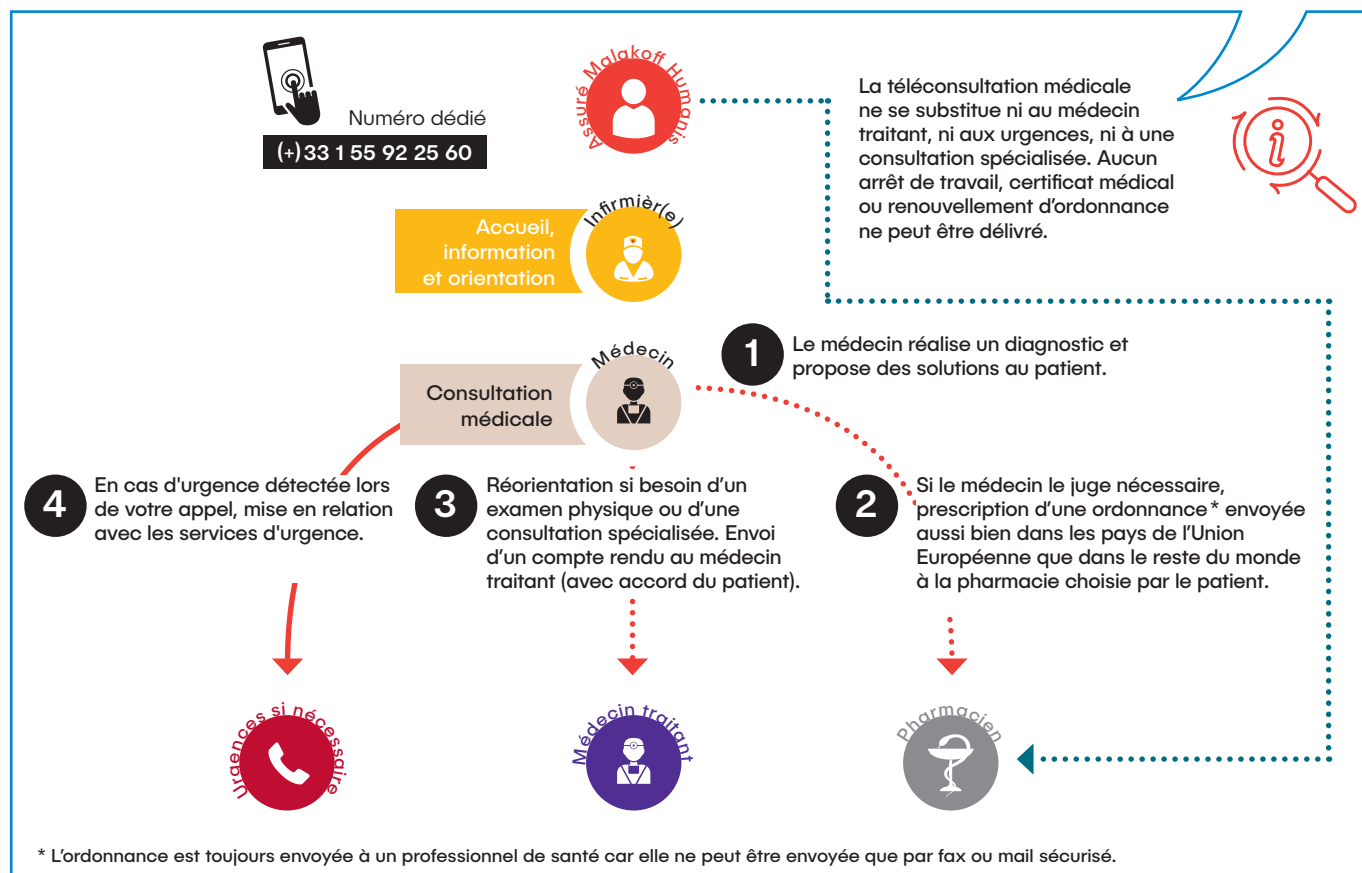 Numéro dédié
(+)33 1 55 92 25 60
Assuré Malakoff Humanis
La téléconsultation médicale
ne se substitue ni au médecin
traitant, ni aux urgences, ni à une
consultation spécialisée. Aucun
arrêt de travail, certificat médical
ou renouvellement d’ordonnance
ne peut être délivré.
i
Accueil,
information
et orientation
Infirmièr(e)
Consultation
médicale
Médecin
1
Le médecin réalise un diagnostic et
propose des solutions au patient.
4
En cas d'urgence détectée lors
de votre appel, mise en relation
avec les services d'urgence.
3
Réorientation si besoin d’un
examen physique ou d’une
consultation spécialisée. Envoi
d’un compte rendu au médecin
traitant (avec accord du patient).
2
Si le médecin le juge nécessaire,
prescription d’une ordonnance* envoyée
aussi bien dans les pays de l’Union
Européenne que dans le reste du monde
à la pharmacie choisie par le patient.
Urgences si nécessaire
Médecin traitant
Pharmacien
* L’ordonnance est toujours envoyée à un professionnel de santé car elle ne peut être envoyée que par fax ou mail sécurisé.